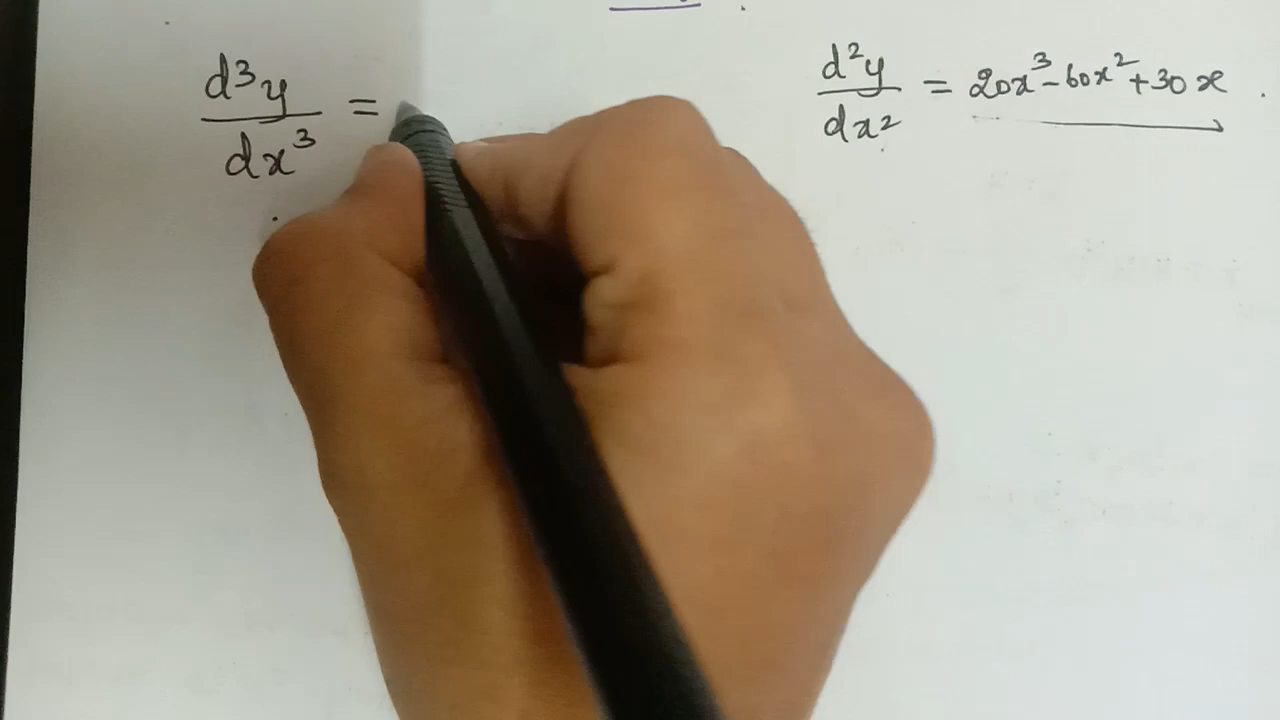 d³y/dx³ =
d²y/dx² = 20x³-60x²+30x.